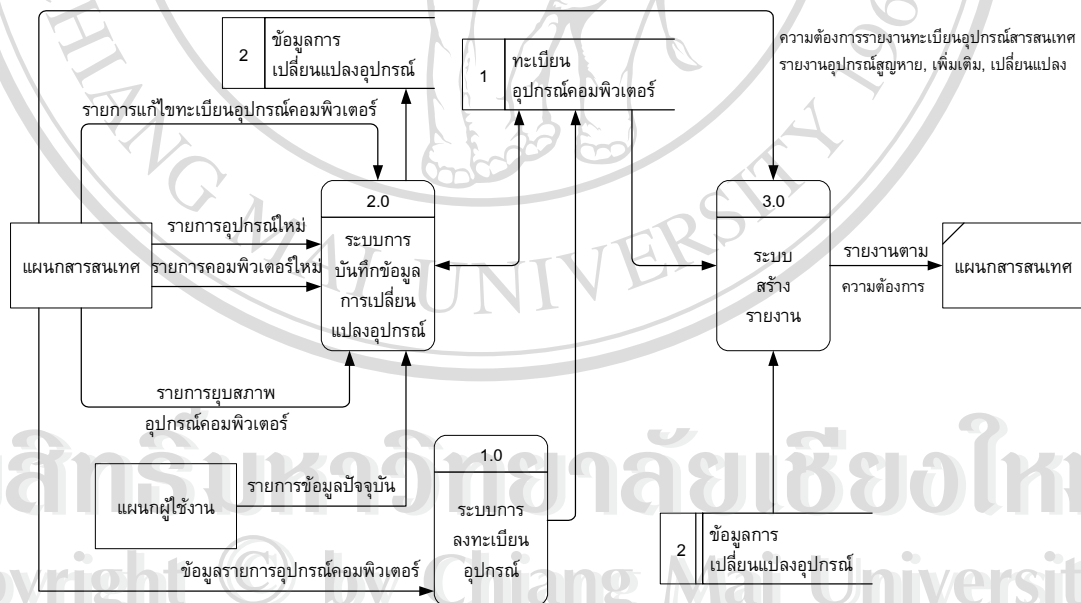 2
ข้อมูลการ
เปลี่ยนแปลงอุปกรณ์
1
ทะเบียน
อุปกรณ์คอมพิวเตอร์
ความต้องการรายงานทะเบียนอุปกรณ์สารสนเทศ
รายงานอุปกรณ์สูญหาย, เพิ่มเติม, เปลี่ยนแปลง
รายการแก้ไขทะเบียนอุปกรณ์คอมพิวเตอร์
แผนกสารสนเทศ
รายการอุปกรณ์ใหม่
รายการคอมพิวเตอร์ใหม่
2.0
ระบบการ
บันทึกข้อมูล
การเปลี่ยน
แปลงอุปกรณ์
3.0
ระบบ
สร้าง
รายงาน
รายงานตาม
ความต้องการ
แผนกสารสนเทศ
รายการยุบสภาพ
อุปกรณ์คอมพิวเตอร์
แผนกผู้ใช้งาน
รายการข้อมูลปัจจุบัน
1.0
ระบบการ
ลงทะเบียน
อุปกรณ์
ข้อมูลรายการอุปกรณ์คอมพิวเตอร์
2
ข้อมูลการ
เปลี่ยนแปลงอุปกรณ์
CHIANG MAI UNIVERSITY 196
สิทธิ์มหาวิทยาลัยเชียงใหม่
opyright © by Chiang Mai Universit